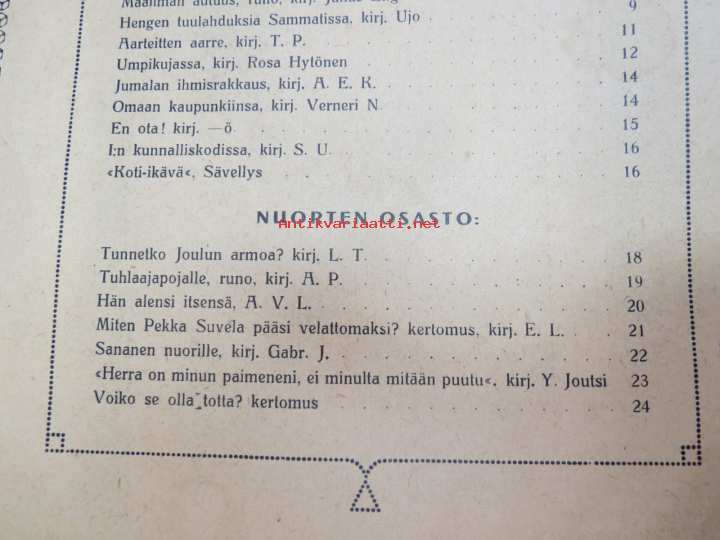 runo, kirj. 9
Hengen tuulahduksia Sammatissa, kirj. Ujo 11
Aarteitten aarre, kirj. T. P. 12
Umpikujassa, kirj. Rosa Hytönen
Jumalan ihmisrakkaus, kirj. A. E. K. 14
Omaan kaupunkiinsa, kirj. Verneri N. 14
En ota! kirj. —ö. 15
I:n kunnalliskodissa, kirj. S. U. 16
‹Koti-ikävä‹, Sävellys 16
NUORTEN OSASTO:
antikvariaatti.net
Tunnetko Joulun armoa? kirj. L. T. 18
Tuhlaajapojalle, runo, kirj. A. P. 19
Hän alensi itsensä, A. V. L. 20
Miten Pekka Suvela pääsi velattomaksi? kertomus, kirj. E. L. 21
Sananen nuorille, kirj. Gabr. J. 22
‹Herra on minun paimeneni, ei minulta mitään puutu‹. kirj. Y. Joutsi 23
Voiko se olla totta? kertomus 24